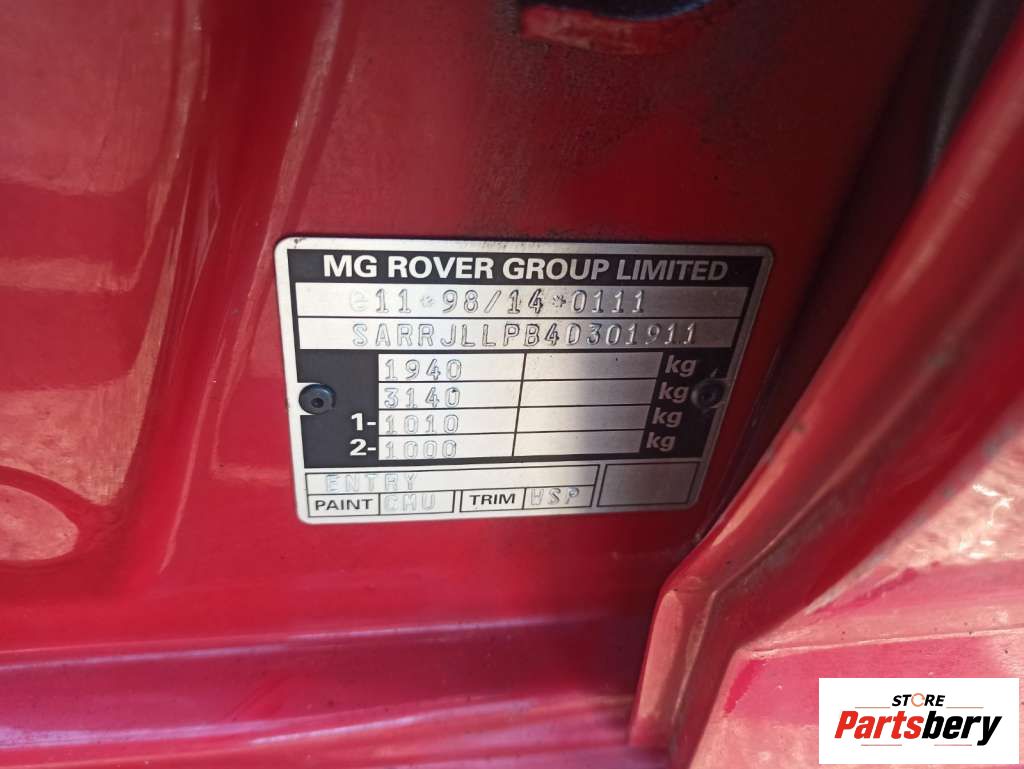 MG ROVER GROUP LIMITED
e11*98/14*0111
SARRJLLPB4D301911
1940 kg
3140 kg
1-1010 kg
2-1000 kg
ENTRY
PAINT CMU TRIM WSP
STORE
Partsbery